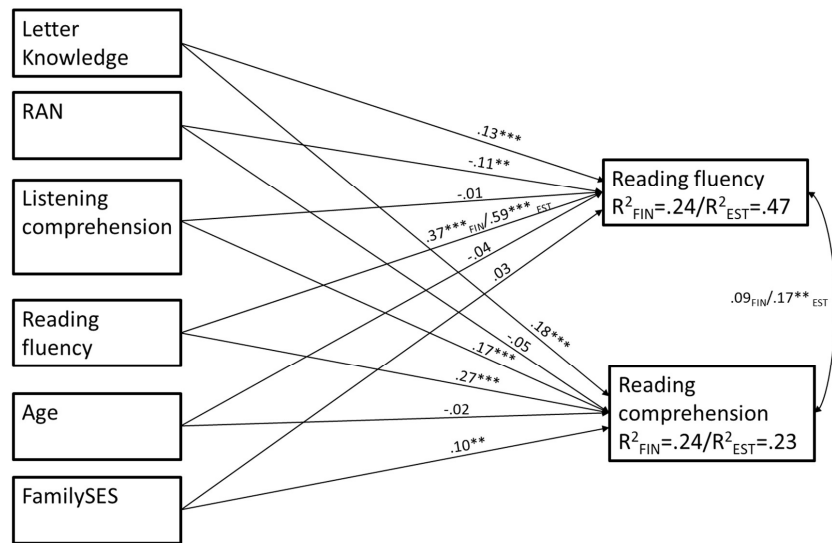 Letter
Knowledge
RAN
Listening
comprehension
Reading
fluency
Age
FamilySES
.13***
-.11**
-.01
.37***FIN/.59***EST
-.04
.03
.18***
-.05
.17***
.27***
-.02
.10**
Reading fluency
R²FIN=.24/R²EST=.47
.09FIN/.17**EST
Reading
comprehension
R²FIN=.24/R²EST=.23